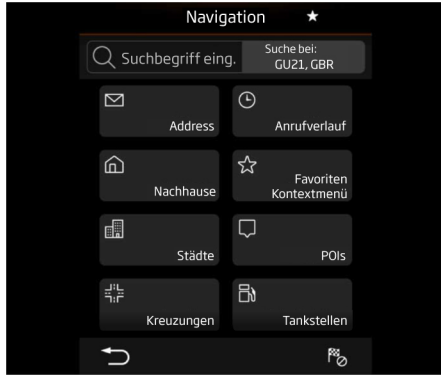 Navigation
Suchbegriff eing.
Suche bei:
GU21, GBR
Address
Anrufverlauf
Nachhause
Favoriten
Kontextmenü
Städte
POIs
Kreuzungen
Tankstellen